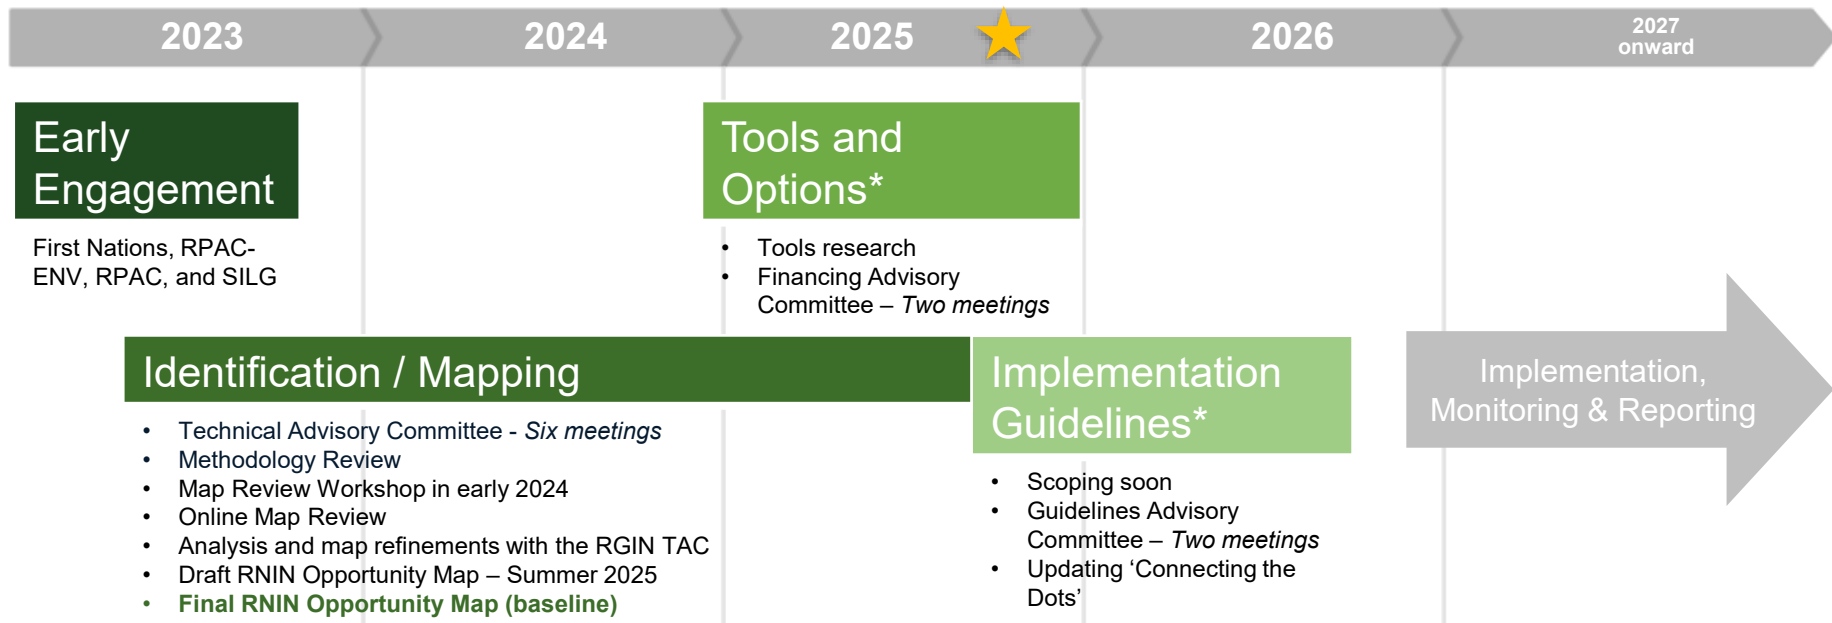 2023
2024
2025
2026
2027
onward
Early
Engagement
First Nations, RPAC-
ENV, RPAC, and SILG
Tools and
Options*
• Tools research
• Financing Advisory
Committee – Two meetings
Identification / Mapping
• Technical Advisory Committee - Six meetings
• Methodology Review
• Map Review Workshop in early 2024
• Online Map Review
• Analysis and map refinements with the RGIN TAC
• Draft RNIN Opportunity Map – Summer 2025
• Final RNIN Opportunity Map (baseline)
Implementation
Guidelines*
• Scoping soon
• Guidelines Advisory
Committee – Two meetings
• Updating ‘Connecting the
Dots’
Implementation,
Monitoring & Reporting